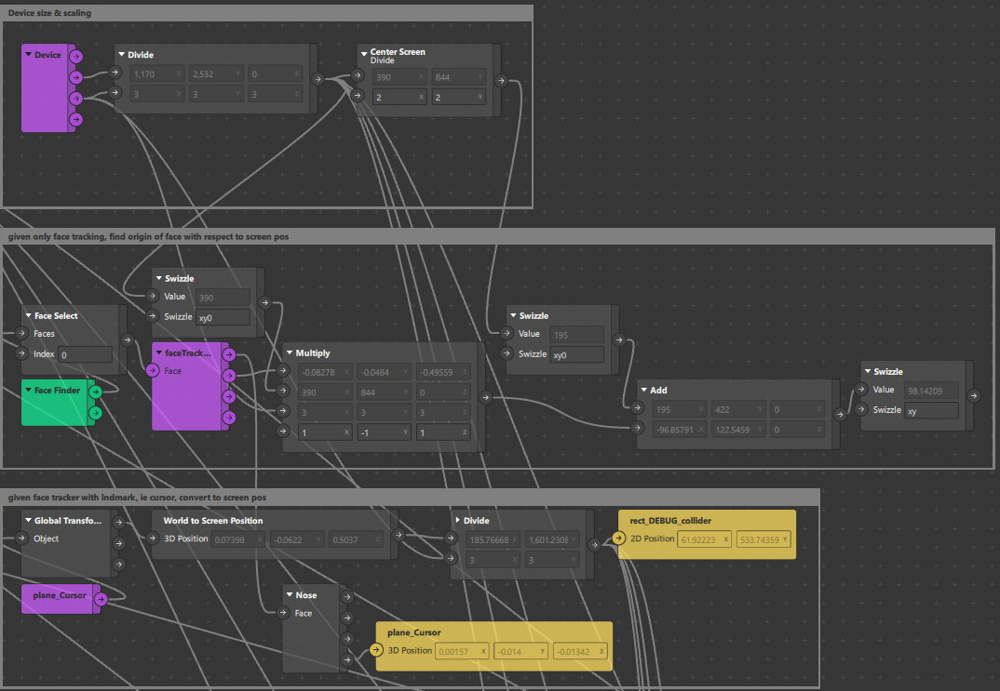 Device size & scaling
Device
Divide
1,170 X 2,532 Y 0 Z
3 X 3 Y 3 Z
Center Screen
Divide
390 X 844 Y
2 X 2 Y
given only face tracking, find origin of face with respect to screen pos
Swizzle
Value 390
Swizzle xy0
Face Select
Faces
Index 0
Face Finder
faceTrack...
Face
Multiply
-0.08278 X -0.0484 Y -0.49559 Z
390 X 844 Y 0 Z
3 X 3 Y 3 Z
1 X -1 Y 1 Z
Swizzle
Value 195
Swizzle xy0
Add
195 X 422 Y 0 Z
-96.85791 X 122.5459 Y 0 Z
Swizzle
Value 98.14209
Swizzle xy
given face tracker with lndmark, ie cursor, convert to screen pos
Global Transfo...
Object
plane_Cursor
World to Screen Position
3D Position 0.07398 X -0.0622 Y 0.5037 Z
Divide
185.76668 X 1,601.2308 Y
3 X 3 Y
rect_DEBUG_collider
2D Position 61.92223 X 533.74359 Y
Nose
Face
plane_Cursor
3D Position 0.00157 X -0.014 Y -0.01342 Z